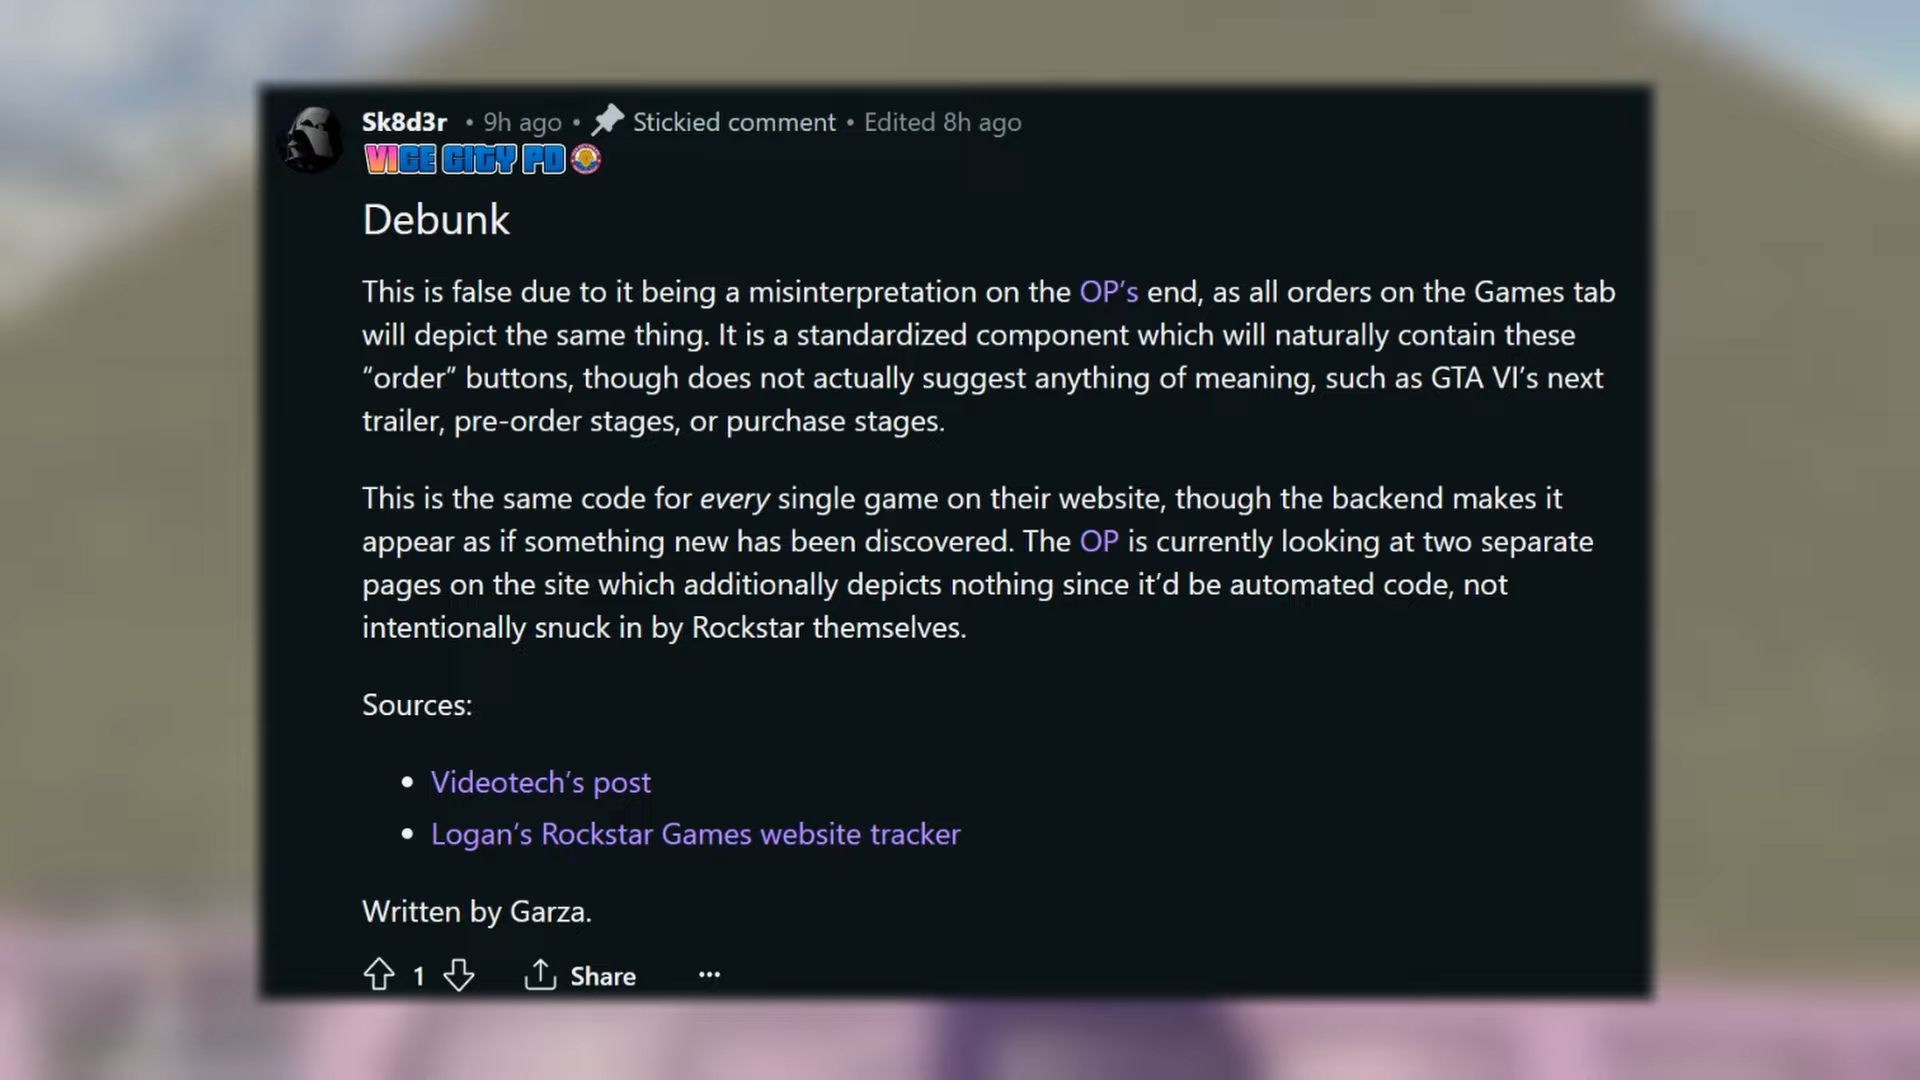 Sk8d3r • 9h ago • Stickied comment • Edited 8h ago
VICE CITY PD
Debunk
This is false due to it being a misinterpretation on the OP’s end, as all orders on the Games tab
will depict the same thing. It is a standardized component which will naturally contain these
“order” buttons, though does not actually suggest anything of meaning, such as GTA VI’s next
trailer, pre-order stages, or purchase stages.
This is the same code for every single game on their website, though the backend makes it
appear as if something new has been discovered. The OP is currently looking at two separate
pages on the site which additionally depicts nothing since it’d be automated code, not
intentionally snuck in by Rockstar themselves.
Sources:
• Videotech’s post
• Logan’s Rockstar Games website tracker
Written by Garza.
1 Share ...